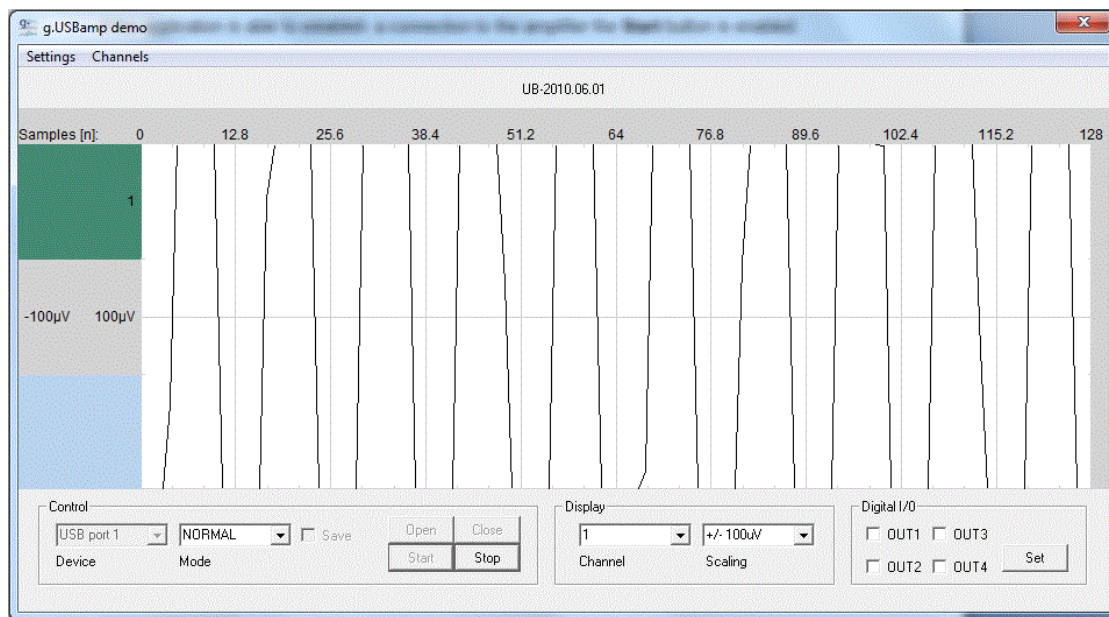 g.USBamp demo
Settings Channels
UB-2010.06.01
Samples [n]: 0 12.8 25.6 38.4 51.2 64 76.8 89.6 102.4 115.2 128
1
-100µV 100µV
Control Display Digital I/O
USB port 1 NORMAL Save Open Close 1 +/- 100uV OUT1 OUT3
Device Mode Start Stop Channel Scaling OUT2 OUT4 Set